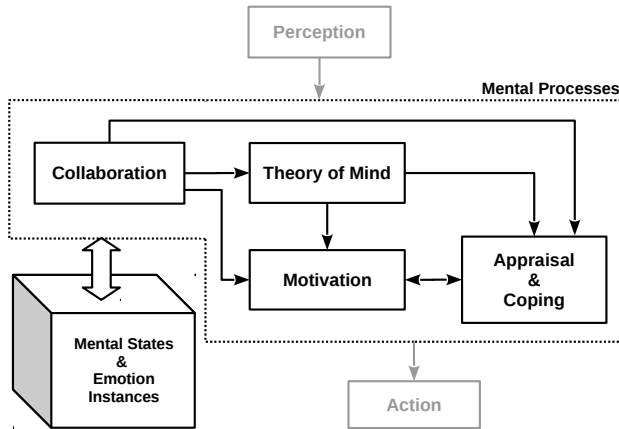 Perception
Mental Processes
Collaboration
Theory of Mind
Motivation
Appraisal
&
Coping
Mental States
&
Emotion
Instances
Action